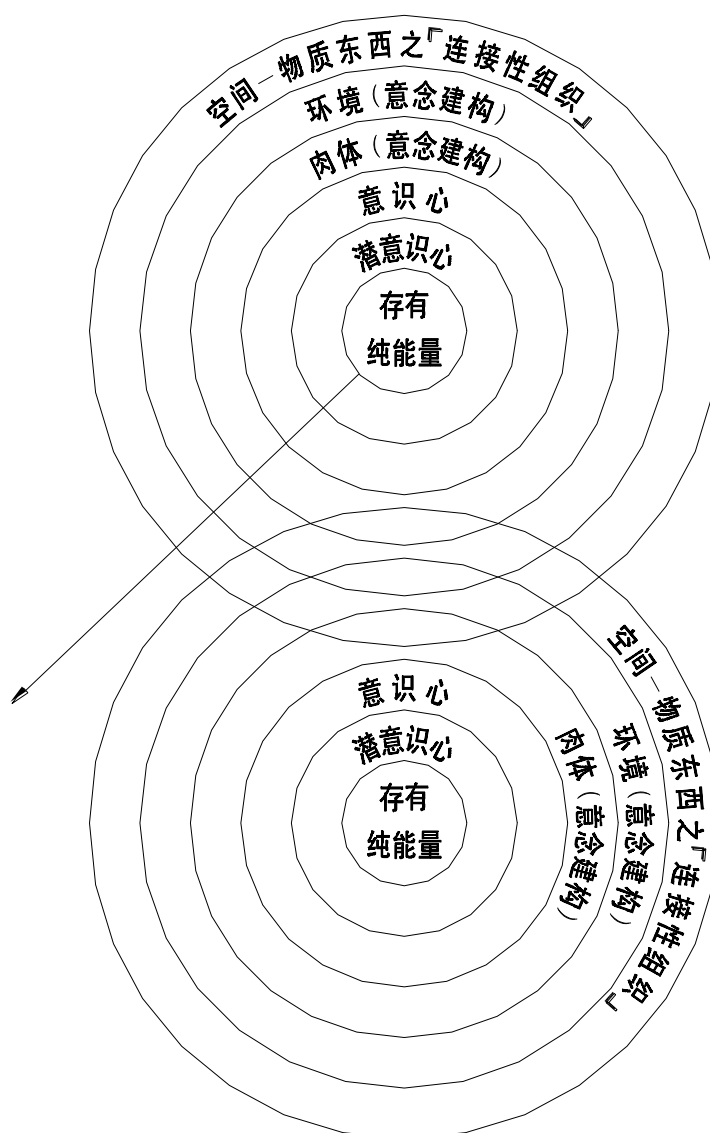 空间－物质东西之『连接性组织』
环境（意念建构）
肉体（意念建构）
意识心
潜意识心
存有
纯能量
空间－物质东西之『连接性组织』
环境（意念建构）
肉体（意念建构）
意识心
潜意识心
存有
纯能量